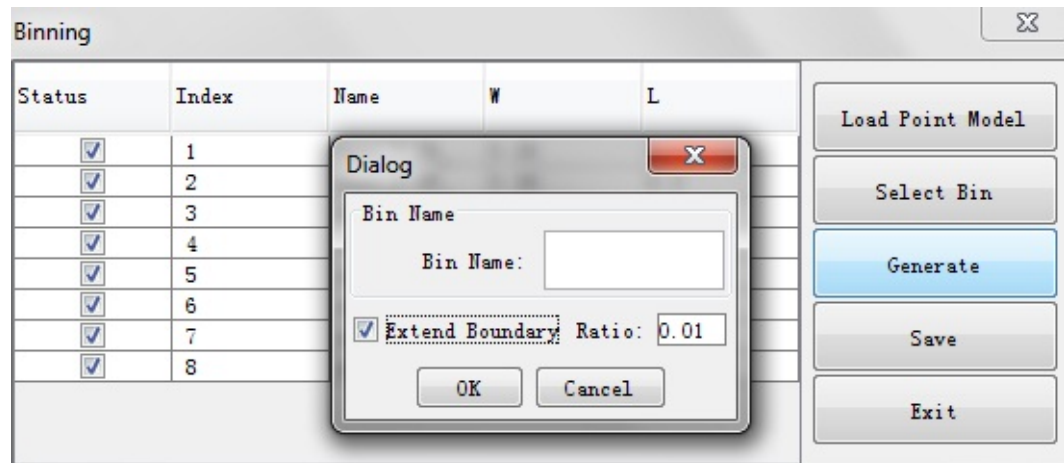 Binning
Status Index Name W L
1
2
3
4
5
6
7
8
Dialog
Bin Name
Bin Name:
Extend Boundary Ratio: 0.01
OK Cancel
Load Point Model
Select Bin
Generate
Save
Exit